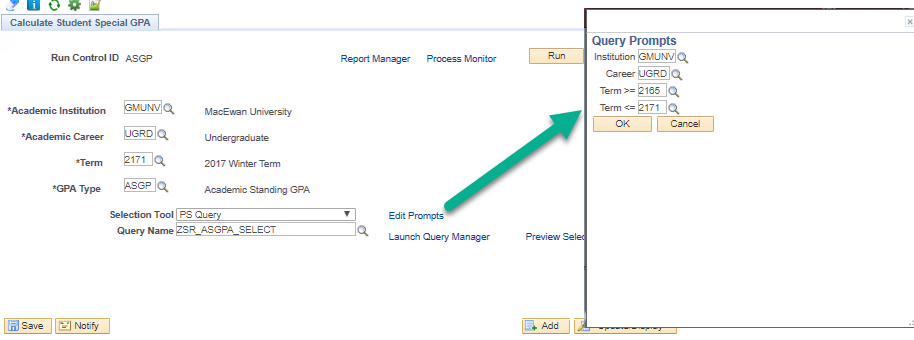 Calculate Student Special GPA
Run Control ID ASGP Report Manager Process Monitor Run
*Academic Institution GMUNV MacEwan University
*Academic Career UGRD Undergraduate
*Term 2171 2017 Winter Term
*GPA Type ASGP Academic Standing GPA
Selection Tool PS Query Edit Prompts
Query Name ZSR_ASGPA_SELECT
Launch Query Manager Preview Selec
Save Notify Add
Query Prompts
Institution GMUNV
Career UGRD
Term >= 2165
Term <= 2171
OK Cancel